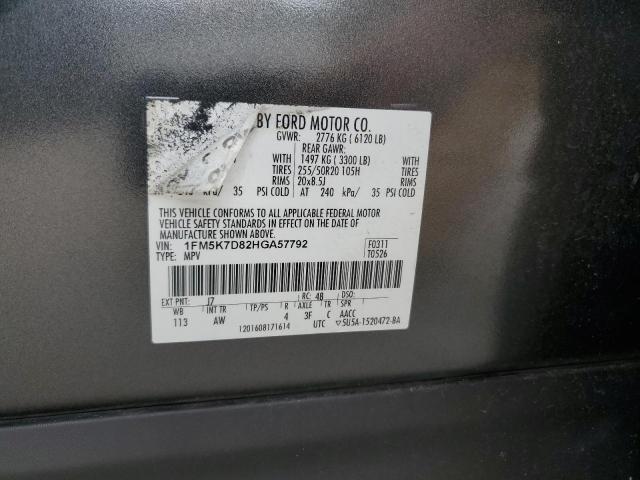 BY FORD MOTOR CO.
GVWR: 2776 KG ( 6120 LB)
REAR GAWR:
WITH 1497 KG ( 3300 LB) WITH
TIRES 255/50R20 105H TIRES
RIMS 20x8.5J RIMS
kPa/ 35 PSI COLD AT 240 kPa/ 35 PSI COLD
THIS VEHICLE CONFORMS TO ALL APPLICABLE FEDERAL MOTOR
VEHICLE SAFETY STANDARDS IN EFFECT ON THE DATE OF
MANUFACTURE SHOWN ABOVE.
VIN: 1FM5K7D82HGA57792 F0311
TYPE: MPV T0526
EXT PNT: J7 RC: 48 DSO:
WB INT TR TP/PS R AXLE TR SPR
113 AW 4 3F C AACC
1201608171614 UTC ▽5U5A-1520472-BA